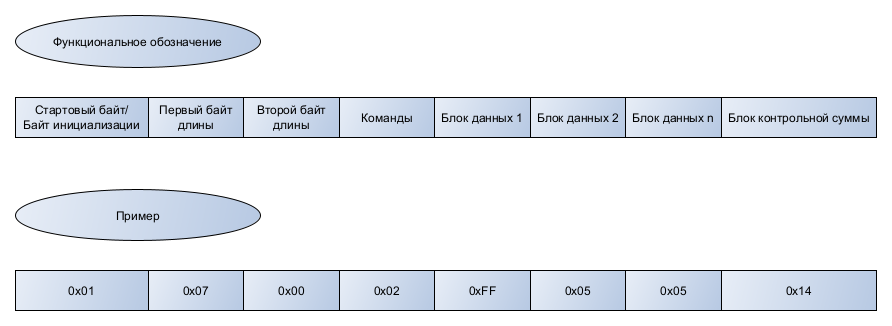 Функциональное обозначение
Стартовый байт/
Байт инициализации
Первый байт
длины
Второй байт
длины
Команды
Блок данных 1
Блок данных 2
Блок данных n
Блок контрольной суммы
Пример
0x01
0x07
0x00
0x02
0xFF
0x05
0x05
0x14